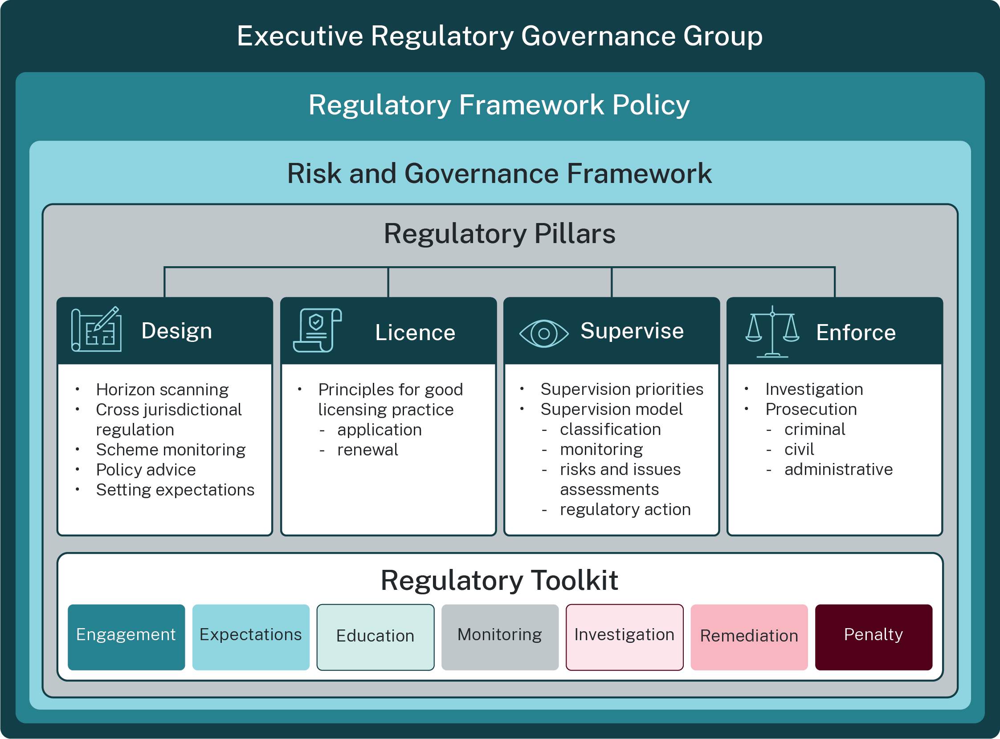 Executive Regulatory Governance Group
Regulatory Framework Policy
Risk and Governance Framework
Regulatory Pillars
Design
• Horizon scanning
• Cross jurisdictional
regulation
• Scheme monitoring
• Policy advice
• Setting expectations
Licence
• Principles for good
licensing practice
- application
- renewal
Supervise
• Supervision priorities
• Supervision model
- classification
- monitoring
- risks and issues
assessments
- regulatory action
Enforce
• Investigation
• Prosecution
- criminal
- civil
- administrative
Regulatory Toolkit
Engagement
Expectations
Education
Monitoring
Investigation
Remediation
Penalty